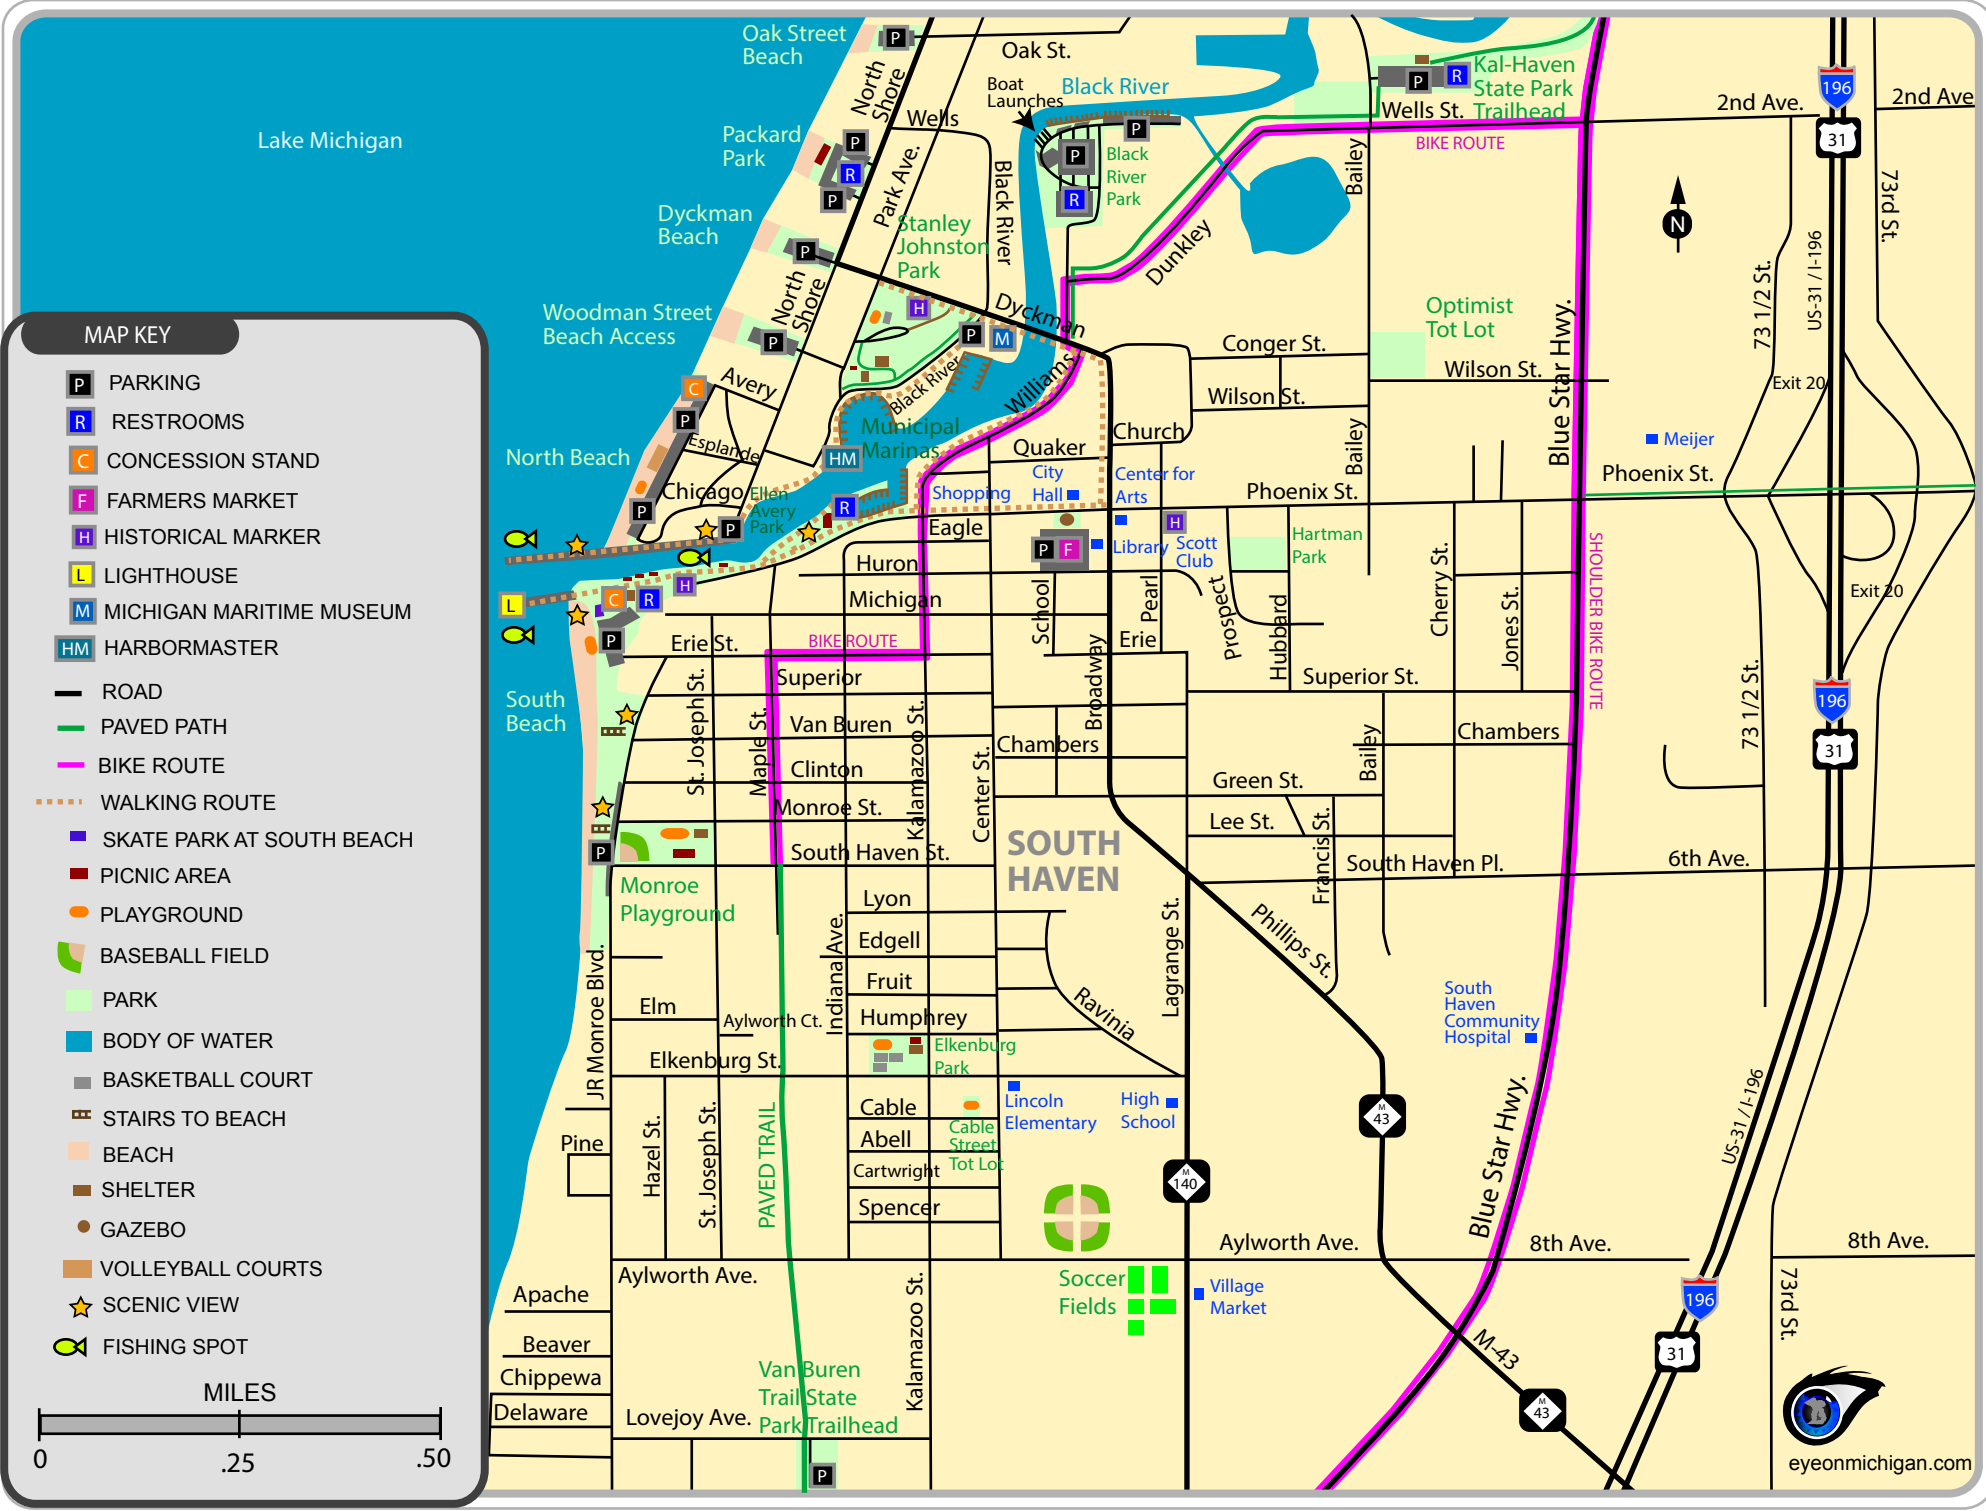 Oak Street
Beach
P
Oak St.
North
Shore
Boat
Launches
Black River
P
R
Kal-Haven
State Park
Trailhead
196
2nd Ave.
2nd Ave
31
Lake Michigan
Packard
Park
P
R
P
Wells
P
P
R
Black
River
Park
Wells St.
BIKE ROUTE
Bailey
73rd St.
Park Ave.
Black River
N
Dyckman
Beach
P
Stanley
Johnston
Park
Dunkley
North
Shore
H
Dyckman
P
M
Woodman Street
Beach Access
P
Optimist
Tot Lot
Blue Star Hwy.
73 1/2 St.
US-31 / I-196
Conger St.
Wilson St.
Wilson St.
Exit 20
Avery
Black River
Williams
C
P
Esplande
Municipal
Marinas
HM
North Beach
Church
Quaker
Bailey
Meijer
Phoenix St.
City
Hall
Center for
Arts
Phoenix St.
Chicago
Ellen
Avery
Park
Shopping
P
P
R
Eagle
H
Scott
Club
Library
P
F
Hartman
Park
Huron
Michigan
School
Pearl
Prospect
Hubbard
Cherry St.
Jones St.
SHOULDER BIKE ROUTE
Exit 20
L
C
R
H
P
Erie St.
BIKE ROUTE
Erie
Broadway
Superior
Superior St.
South
Beach
St. Joseph St.
Maple St.
Van Buren
Kalamazoo St.
Center St.
Chambers
Chambers
Bailey
73 1/2 St.
196
31
Clinton
Green St.
Monroe St.
Lee St.
Francis St.
SOUTH
HAVEN
P
South Haven St.
South Haven Pl.
6th Ave.
Monroe
Playground
Lyon
Phillips St.
Edgell
Indiana Ave.
Lagrange St.
JR Monroe Blvd.
Fruit
Elm
Aylworth Ct.
Humphrey
Ravinia
South
Haven
Community
Hospital
Elkenburg St.
Elkenburg
Park
Lincoln
Elementary
High
School
Cable
Cable
Street
Tot Lot
Abell
Cartwright
Spencer
Pine
Hazel St.
St. Joseph St.
PAVED TRAIL
M
43
M
140
Blue Star Hwy.
US-31 / I-196
Aylworth Ave.
8th Ave.
8th Ave.
Aylworth Ave.
Soccer
Fields
Village
Market
196
73rd St.
31
Apache
Beaver
Chippewa
Delaware
Kalamazoo St.
Van Buren
Trail State
Park Trailhead
Lovejoy Ave.
P
M-43
M
43
eyeonmichigan.com
MAP KEY
P PARKING
R RESTROOMS
C CONCESSION STAND
F FARMERS MARKET
H HISTORICAL MARKER
L LIGHTHOUSE
M MICHIGAN MARITIME MUSEUM
HM HARBORMASTER
ROAD
PAVED PATH
BIKE ROUTE
WALKING ROUTE
SKATE PARK AT SOUTH BEACH
PICNIC AREA
PLAYGROUND
BASEBALL FIELD
PARK
BODY OF WATER
BASKETBALL COURT
STAIRS TO BEACH
BEACH
SHELTER
GAZEBO
VOLLEYBALL COURTS
SCENIC VIEW
FISHING SPOT
MILES
0 .25 .50